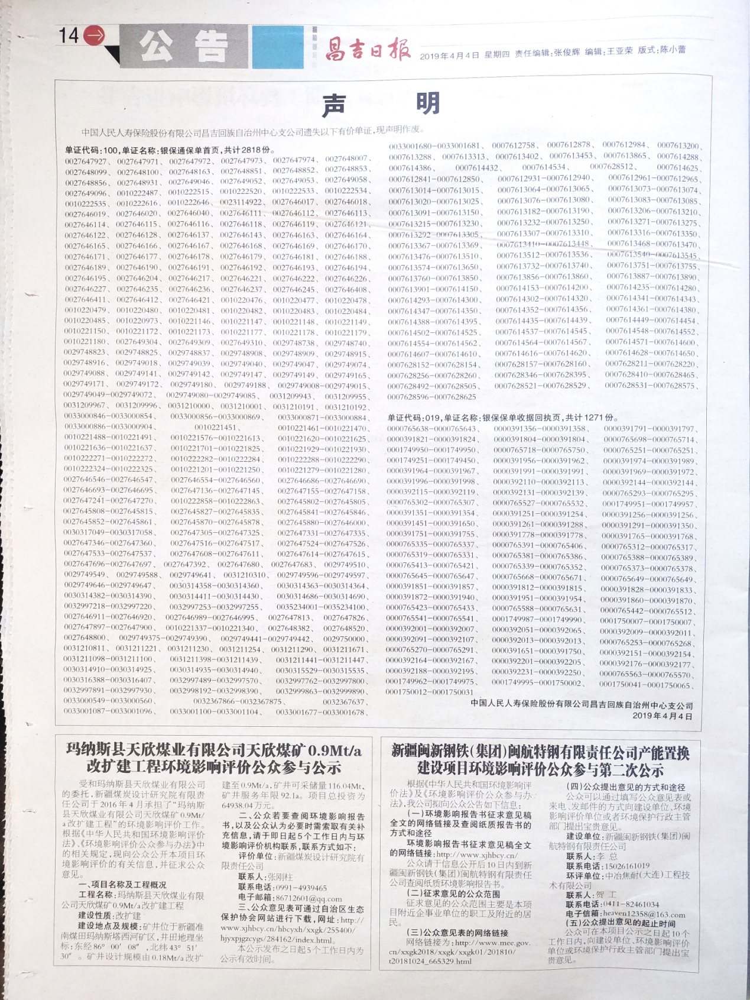 14
公告
昌吉日报
2019年4月4日 星期四 责任编辑:张俊辉 编辑:王亚荣 版式:陈小蕾
声 明
中国人民人寿保险股份有限公司昌吉回族自治州中心支公司遗失以下有价单证,现声明作废。
单证代码:100,单证名称:银保通保单首页,共计2818份。
0027647927、0027647971、0027647972、0027647973、0027647974、0027648007、
0027648099、0027648100、0027648163、0027648851、0027648852、0027648853、
0027648856、0027648931、0027649046、0027649052、0027649053、0027649058、
0027649096、0010222487、0010222515、0010222520、0010222533、0010222534、
0010222535、0010222616、0010222646、0023114922、0027646017、0027646018、
0027646019、0027646020、0027646040、0027646111、0027646112、0027646113、
0027646114、0027646115、0027646116、0027646118、0027646119、0027646121、
0027646122、0027646128、0027646137、0027646143、0027646163、0027646164、
0027646165、0027646166、0027646167、0027646168、0027646169、0027646170、
0027646171、0027646177、0027646178、0027646179、0027646181、0027646188、
0027646189、0027646190、0027646191、0027646192、0027646193、0027646194、
0027646195、0027646204、0027646217、0027646221、0027646222、0027646226、
0027646227、0027646235、0027646236、0027646237、0027646245、0027646408、
0027646411、0027646412、0027646421、0010220476、0010220477、0010220478、
0010220479、0010220480、0010220481、0010220482、0010220483、0010220484、
0010220485、0010220973、0010221146、0010221147、0010221148、0010221149、
0010221150、0010221172、0010221173、0010221177、0010221178、0010221179、
0010221180、0027649304、0027649309、0027649310、0029748738、0029748740、
0029748823、0029748825、0029748837、0029748908、0029748909、0029748915、
0029748916、0029749018、0029749039、0029749040、0029749047、0029749074、
0029749088、0029749141、0029749142、0029749147、0029749149、0029749165、
0029749171、0029749172、0029749180、0029749188、0029749008-0029749015、
0029749049-0029749072、0029749080-0029749085、0031209943、0031209955、
0031209967、0031209996、0031210000、0031210001、0031210191、0031210192、
0033000846-0033000854、0033000856-0033000869、0033000871-0033000884、
0033000886-0033000904、0010221451、0010221461-0010221470、
0010221488-0010221491、0010221576-0010221613、0010221620-0010221625、
0010221636-0010221637、0010221701-0010221825、0010221929-0010221930、
0010222271-0010222272、0010222282-0010222284、0010222288-0010222290、
0010222324-0010222325、0010221201-0010221250、0010221279-0010221280、
0027646546-0027646547、0027646554-0027646560、0027646686-0027646690、
0027646693-0027646695、0027647136-0027647145、0027647155-0027647158、
0027647241-0027647270、0010222858-0010222863、0027645802-0027645805、
0027645808-0027645815、0027645827-0027645835、0027645841-0027645846、
0027645852-0027645861、0027645870-0027645878、0027645880-0027646000、
0030317049-0030317058、0027647305-0027647325、0027647331-0027647335、
0027647346-0027647360、0027647516-0027647517、0027647524-0027647526、
0027647533-0027647537、0027647608-0027647611、0027647614-0027647615、
0027647696-0027647697、0027647392、0027647680、0027647683、0029749510、
0029749549、0029749588、0029749641、0031210310、0029749596-0029749597、
0029749646-0029749647、0030314358-0030314360、0030314363-0030314364、
0030314382-0030314390、0030314411-0030314430、0030314686-0030314690、
0032997218-0032997220、0032997253-0032997255、0035234001-0035234100、
0027646911-0027646920、0027646989-0027646995、0027647813、0027647826、
0027647897-0027647900、0010221337-0010221340、0027648382、0027648520、
0027648800、0029749375-0029749390、0029749441-0029749442、0029750000、
0031210811、0031211221、0031211230、0031211254、0031211290、0031211671、
0031211098-0031211100、0031211398-0031211439、0031211441-0031211447、
0030314910-0030314925、0030314935-0030314940、0030315529-0030315535、
0030316388-0030316407、0032997489-0032997570、0032997762-0032997800、
0032997891-0032997930、0032998192-0032998390、0032999863-0032999890、
0033000549-0033000560、0032367866-0032367875、0032367637、
0033001087-0033001096、0033001100-0033001104、0033001677-0033001678、
0033001680-0033001681、0007612758、0007612878、0007612984、0007613200、
0007613288、0007613313、0007613402、0007613453、0007613865、0007614288、
0007614386、0007614432、0007614534、0007628512、0007614625、
0007612841-0007612850、0007612931-0007612940、0007612961-0007612965、
0007613014-0007613015、0007613064-0007613065、0007613073-0007613074、
0007613020-0007613025、0007613076-0007613080、0007613083-0007613085、
0007613091-0007613150、0007613182-0007613190、0007613206-0007613210、
0007613215-0007613230、0007613232-0007613250、0007613271-0007613275、
0007613292-0007613305、0007613307-0007613310、0007613316-0007613350、
0007613367-0007613369、0007613410-0007613448、0007613468-0007613470、
0007613476-0007613510、0007613512-0007613536、0007613540-0007613545、
0007613574-0007613650、0007613732-0007613740、0007613751-0007613755、
0007613760-0007613850、0007613856-0007613860、0007613887-0007613890、
0007613901-0007614150、0007614153-0007614200、0007614235-0007614280、
0007614293-0007614300、0007614302-0007614320、0007614341-0007614343、
0007614347-0007614350、0007614352-0007614356、0007614361-0007614380、
0007614388-0007614395、0007614435-0007614439、0007614449-0007614454、
0007614502-0007614525、0007614537-0007614545、0007614548-0007614552、
0007614554-0007614562、0007614564-0007614567、0007614571-0007614600、
0007614607-0007614610、0007614616-0007614620、0007614628-0007614650、
0007628152-0007628154、0007628157-0007628160、0007628211-0007628220、
0007628256-0007628260、0007628346-0007628395、0007628410-0007628465、
0007628492-0007628505、0007628521-0007628529、0007628531-0007628575、
0007628596-0007628625
单证代码:019,单证名称:银保保单收据回执页,共计1271份。
0000765638-0000765643、0000391356-0000391358、0000391791-0000391797、
0000391821-0000391824、0000391804-0000391804、0000765698-0000765714、
0001749950-0001749950、0000765718-0000765750、0000765251-0000765251、
0001749251-0001749450、0000391956-0000391962、0000391974-0000391989、
0000391964-0000391967、0000391991-0000391991、0000391969-0000391972、
0000391996-0000391998、0000392110-0000392113、0000392144-0000392144、
0000392115-0000392119、0000392131-0000392139、0000765293-0000765295、
0000765302-0000765307、0000765527-0000765532、0001749951-0001749957、
0000391351-0000391354、0000391251-0000391254、0000391256-0000391256、
0000391451-0000391650、0000391261-0000391288、0000391291-0000391350、
0000391751-0000391755、0000391778-0000391778、0000391765-0000391768、
0000765335-0000765337、0000765391-0000765406、0000765312-0000765317、
0000765319-0000765331、0000765381-0000765386、0000765388-0000765389、
0000765413-0000765421、0000765339-0000765352、0000765373-0000765378、
0000765645-0000765647、0000765668-0000765671、0000765649-0000765649、
0000391851-0000391857、0000391812-0000391815、0000391828-0000391833、
0000391872-0000391940、0000391951-0000391954、0000391860-0000391870、
0000765423-0000765433、0000765588-0000765631、0000765442-0000765512、
0000765541-0000765541、0001749987-0001749990、0001750007-0001750007、
0000392001-0000392007、0000392051-0000392065、0000392009-0000392011、
0000392091-0000392107、0000392013-0000392013、0000765253-0000765268、
0000765270-0000765291、0000391651-0000391750、0000392151-0000392154、
0000392164-0000392167、0000392201-0000392205、0000392176-0000392177、
0000392188-0000392195、0000392231-0000392250、0000765563-0000765570、
0001749962-0001749975、0001749995-0001750002、0001750041-0001750065、
0001750012-0001750031
中国人民人寿保险股份有限公司昌吉回族自治州中心支公司
2019年4月4日
玛纳斯县天欣煤业有限公司天欣煤矿0.9Mt/a
改扩建工程环境影响评价公众参与公示
受和玛纳斯县天欣煤业有限公司
的委托,新疆煤炭设计研究院有限责
任公司于2016年4月承担了“玛纳斯
县天欣煤业有限公司天欣煤矿0.9Mt/
a改扩建工程”的环境影响评价工作。
根据《中华人民共和国环境影响评价
法》、《环境影响评价公众参与办法》中
的相关规定,现向公众公开本项目环
境影响评价的有关信息,并征求公众
意见。
一、项目名称及工程概况
工程名称:玛纳斯县天欣煤业有限
公司天欣煤矿0.9Mt/a改扩建工程
建设性质:改扩建
建设地点及规模:矿井位于新疆准
南煤田玛纳斯塔西河矿区,井田地理坐
标:东经86°00′08″,北纬43°51′
30″。矿井设计规模由0.18Mt/a改扩
建至0.9Mt/a,矿井可采储量116.04Mt,
矿井服务年限92.1a。项目总投资为
64938.04万元。
二、公众若要查阅环境影响报告
书,以及公众认为必要时需索取有关补
充信息,请于即日起5个工作日内与环
境影响评价机构联系,联系方式如下:
评价单位:新疆煤炭设计研究院有
限责任公司
联系人:张刚柱
联系电话:0991-4939465
电子邮箱:86712601@qq.com
三、公众意见表可通过自治区生态
保护协会网站进行下载,网址:http://
www.xjhbcy.cn/hbcyxh/xxgk/255400/
hjyxpjgzcygs/284162/index.html。
本公示发布之日起5个工作日内为
公示有效时间。
新疆闽新钢铁(集团)闽航特钢有限责任公司产能置换
建设项目环境影响评价公众参与第二次公示
根据《中华人民共和国环境影响评
价法》及《环境影响评价公众参与办
法》,我公司拟向公众公告如下信息:
(一)环境影响报告书征求意见稿
全文的网络链接及查阅纸质报告书的
方式和途径
环境影响报告书征求意见稿全文
的网络链接:http://www.xjhbcy.cn/
公众请于信息公开后10日内到新
疆闽新钢铁(集团)闽航特钢有限责任
公司查阅纸质环境影响报告书。
(二)征求意见的公众范围
征求意见的公众范围主要是本项
目附近企事业单位的职工及附近的居
民。
(三)公众意见表的网络链接
网络链接为:http://www.mee.gov.
cn/xxgk2018/xxgk/xxgk01/201810/
t20181024_665329.html
(四)公众提出意见的方式和途径
公众可以通过填写公众意见表或
来电、发邮件的方式向建设单位、环境
影响评价单位或者环境保护行政主管
部门提出宝贵意见。
建设单位:新疆闽新钢铁(集团)闽
航特钢有限责任公司
联系人:李 总
联系电话:15026161019
环评单位:中冶焦耐(大连)工程技
术有限公司
联系人:贺 工
联系电话:0411-82461034
电子信箱:heaven12358@163.com
(五)公众提出意见的起止时间
公众可在本项目公示之日起10个
工作日内,向建设单位、环境影响评价
单位或环境保护行政主管部门提出宝
贵意见。